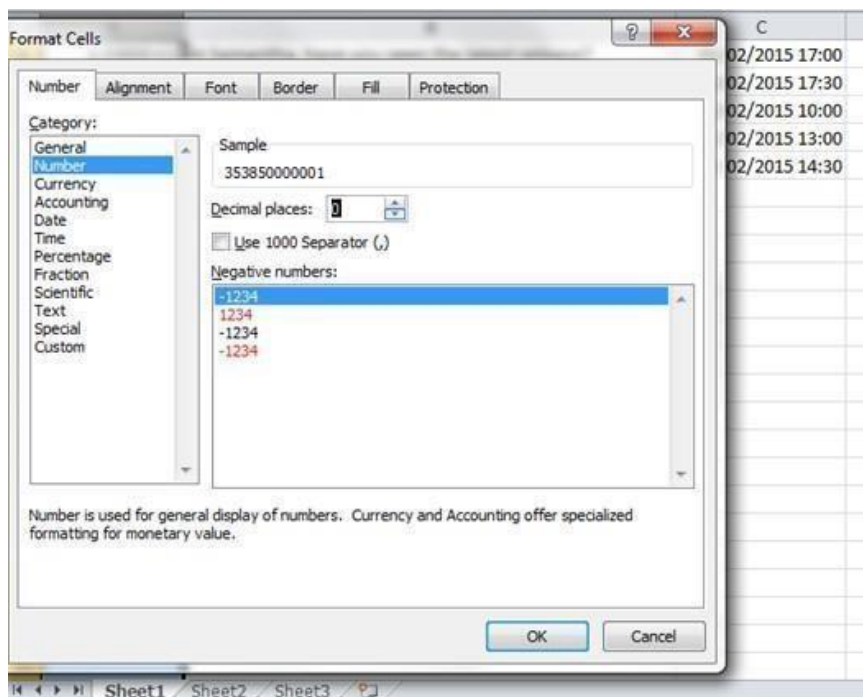 Format Cells
C
Number Alignment Font Border Fill Protection
02/2015 17:00
02/2015 17:30
02/2015 10:00
02/2015 13:00
02/2015 14:30
Category:
General
Number
Currency
Accounting
Date
Time
Percentage
Fraction
Scientific
Text
Special
Custom
Sample
353850000001
Decimal places: 0
Use 1000 Separator (,)
Negative numbers:
-1234
1234
-1234
-1234
Number is used for general display of numbers. Currency and Accounting offer specialized
formatting for monetary value.
OK Cancel
Sheet1 Sheet2 Sheet3